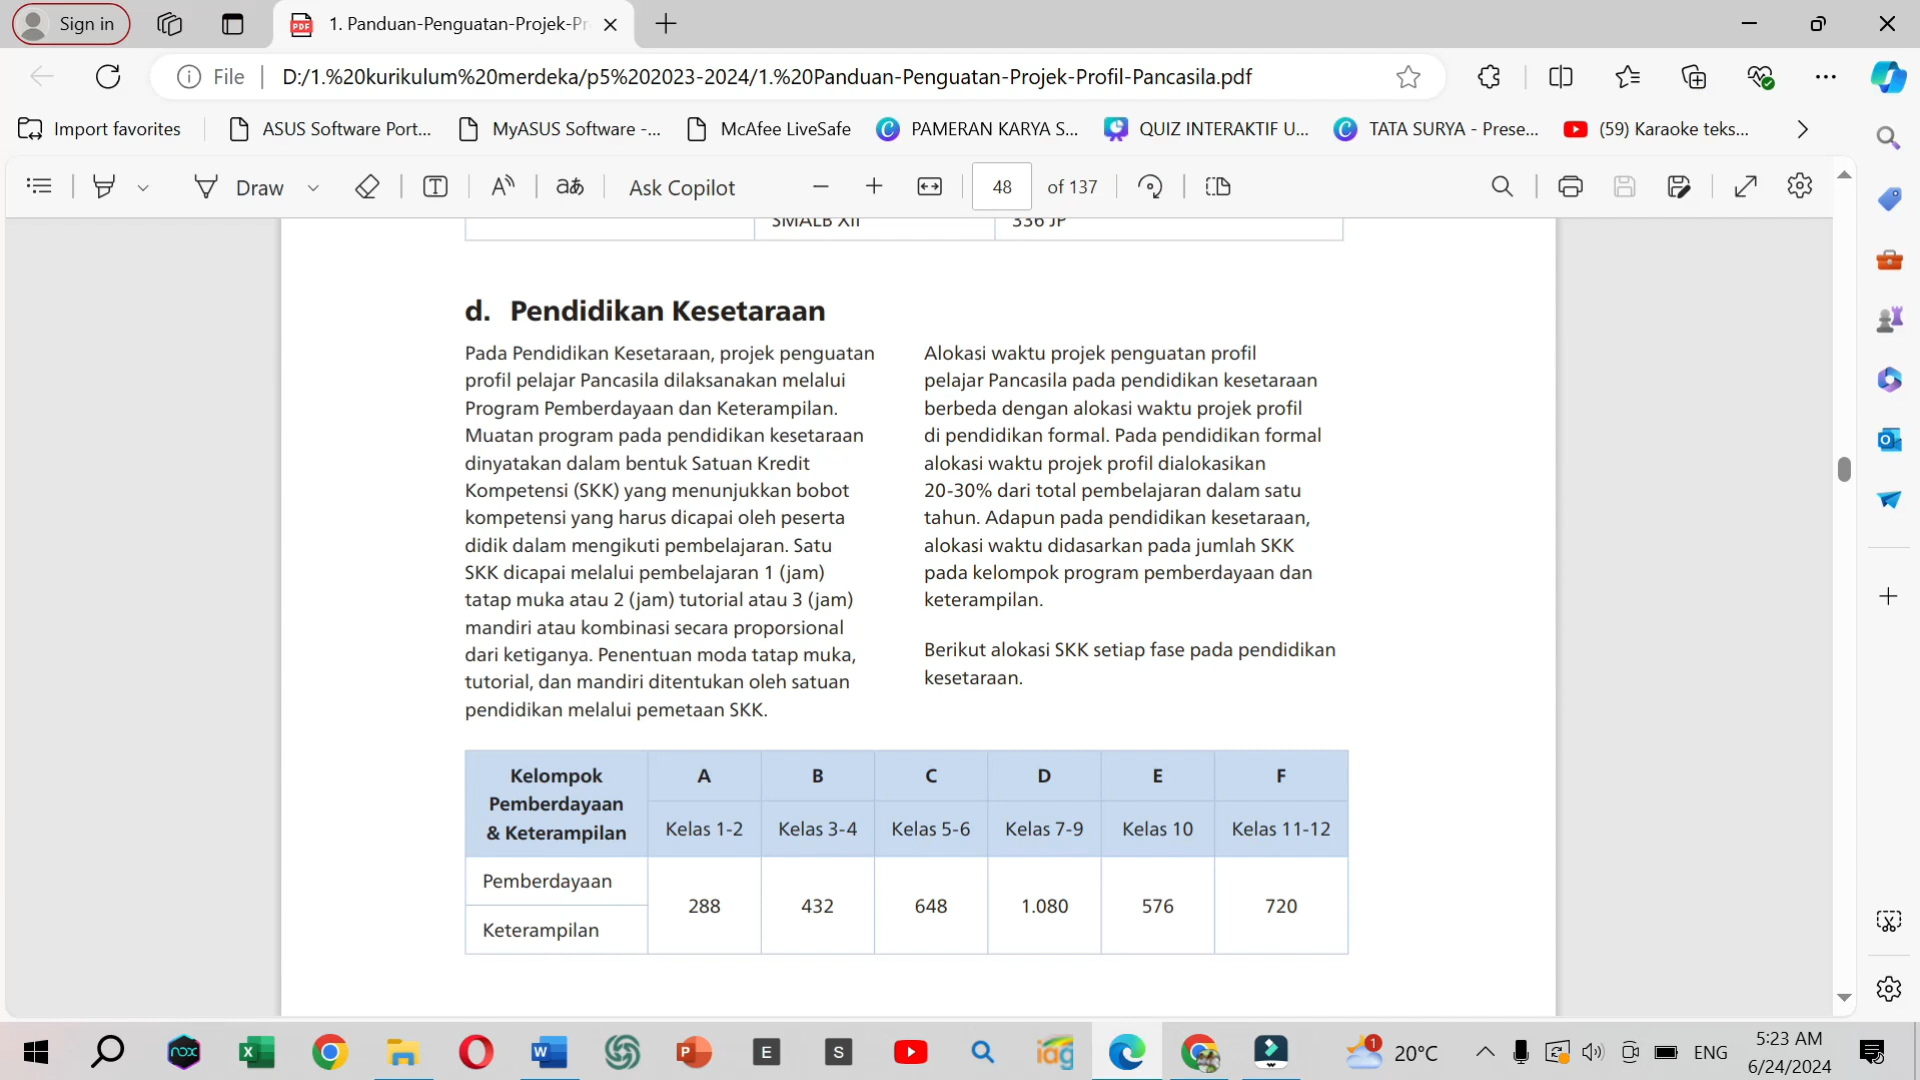 Sign in
1. Panduan-Penguatan-Projek-Pr
File
D:/1.%20kurikulum%20merdeka/p5%202023-2024/1.%20Panduan-Penguatan-Projek-Profil-Pancasila.pdf
Import favorites
ASUS Software Port...
MyASUS Software -...
McAfee LiveSafe
PAMERAN KARYA S...
QUIZ INTERAKTIF U...
TATA SURYA - Prese...
(59) Karaoke teks...
Draw
Ask Copilot
48
of 137
SMALB XII
336 JP
d. Pendidikan Kesetaraan
Pada Pendidikan Kesetaraan, projek penguatan
profil pelajar Pancasila dilaksanakan melalui
Program Pemberdayaan dan Keterampilan.
Muatan program pada pendidikan kesetaraan
dinyatakan dalam bentuk Satuan Kredit
Kompetensi (SKK) yang menunjukkan bobot
kompetensi yang harus dicapai oleh peserta
didik dalam mengikuti pembelajaran. Satu
SKK dicapai melalui pembelajaran 1 (jam)
tatap muka atau 2 (jam) tutorial atau 3 (jam)
mandiri atau kombinasi secara proporsional
dari ketiganya. Penentuan moda tatap muka,
tutorial, dan mandiri ditentukan oleh satuan
pendidikan melalui pemetaan SKK.
Alokasi waktu projek penguatan profil
pelajar Pancasila pada pendidikan kesetaraan
berbeda dengan alokasi waktu projek profil
di pendidikan formal. Pada pendidikan formal
alokasi waktu projek profil dialokasikan
20-30% dari total pembelajaran dalam satu
tahun. Adapun pada pendidikan kesetaraan,
alokasi waktu didasarkan pada jumlah SKK
pada kelompok program pemberdayaan dan
keterampilan.
Berikut alokasi SKK setiap fase pada pendidikan
kesetaraan.
Kelompok
Pemberdayaan
& Keterampilan
A B C D E F
Kelas 1-2 Kelas 3-4 Kelas 5-6 Kelas 7-9 Kelas 10 Kelas 11-12
Pemberdayaan
288 432 648 1.080 576 720
Keterampilan
nox
iag
E
S
1
20°C
ENG
5:23 AM
6/24/2024